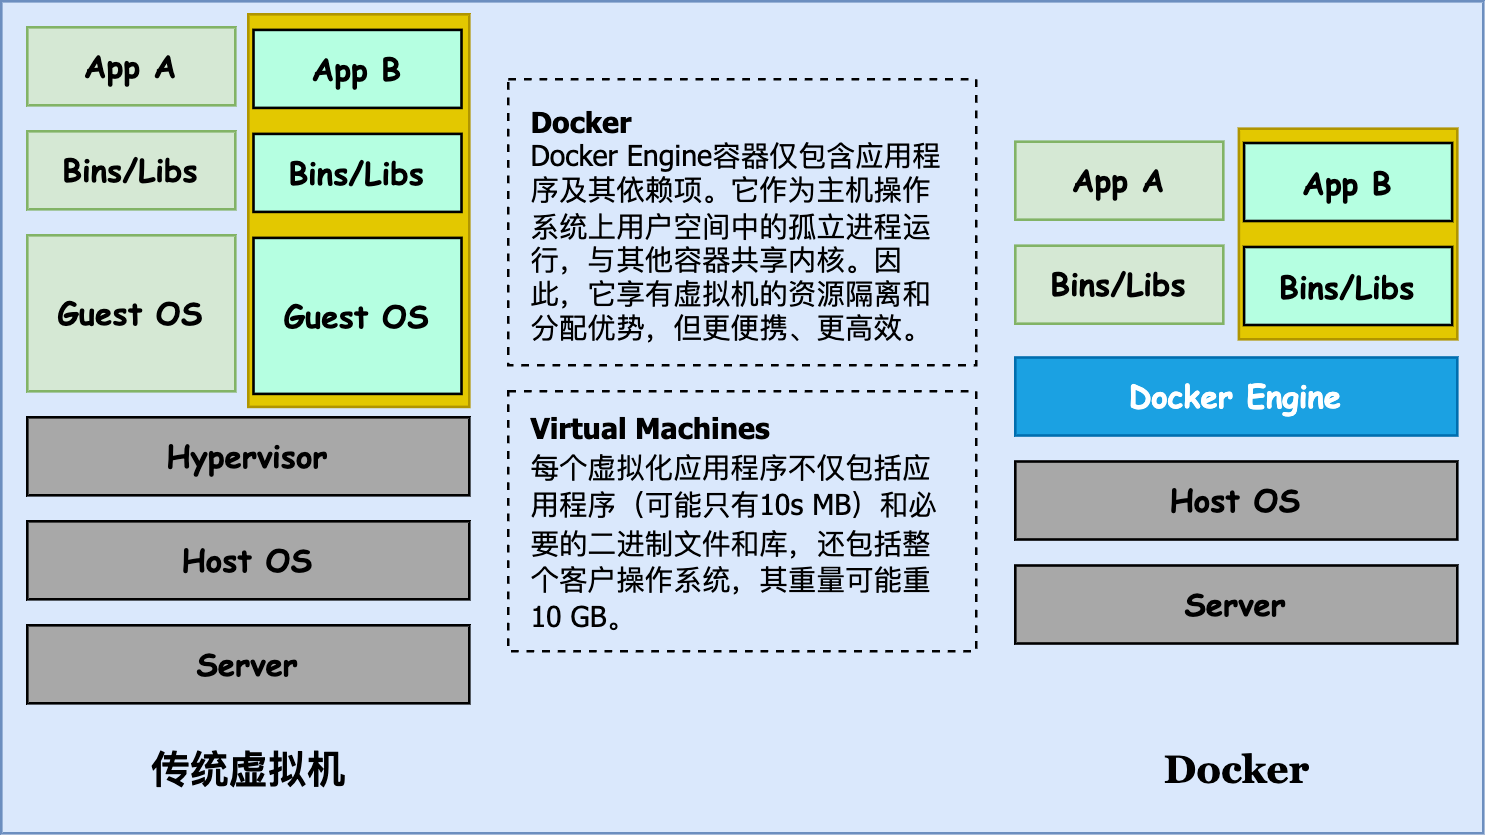 App A
App B
Bins/Libs
Bins/Libs
Guest OS
Guest OS
Hypervisor
Host OS
Server
传统虚拟机
Docker
Docker Engine容器仅包含应用程
序及其依赖项。它作为主机操作
系统上用户空间中的孤立进程运
行，与其他容器共享内核。因
此，它享有虚拟机的资源隔离和
分配优势，但更便携、更高效。
Virtual Machines
每个虚拟化应用程序不仅包括应
用程序（可能只有10s MB）和必
要的二进制文件和库，还包括整
个客户操作系统，其重量可能重
10 GB。
App A
App B
Bins/Libs
Bins/Libs
Docker Engine
Host OS
Server
Docker